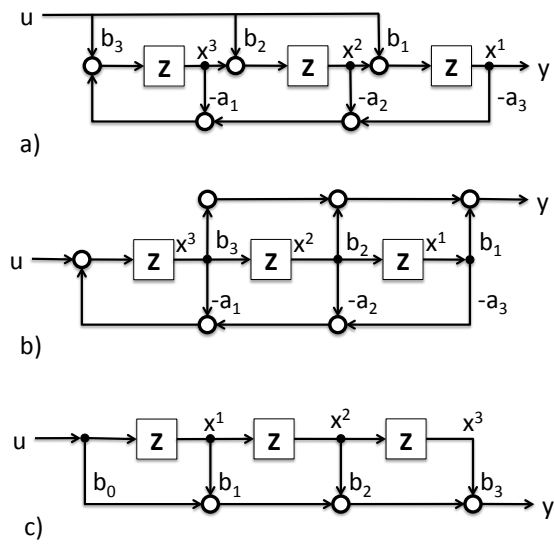 u
b₃ z x³ b₂ z x² b₁ z x¹ y
-a₁ -a₂ -a₃
a)
y
u z x³ b₃ z x² b₂ z x¹ b₁
-a₁ -a₂ -a₃
b)
u z x¹ z x² z x³
b₀ b₁ b₂ b₃
y
c)